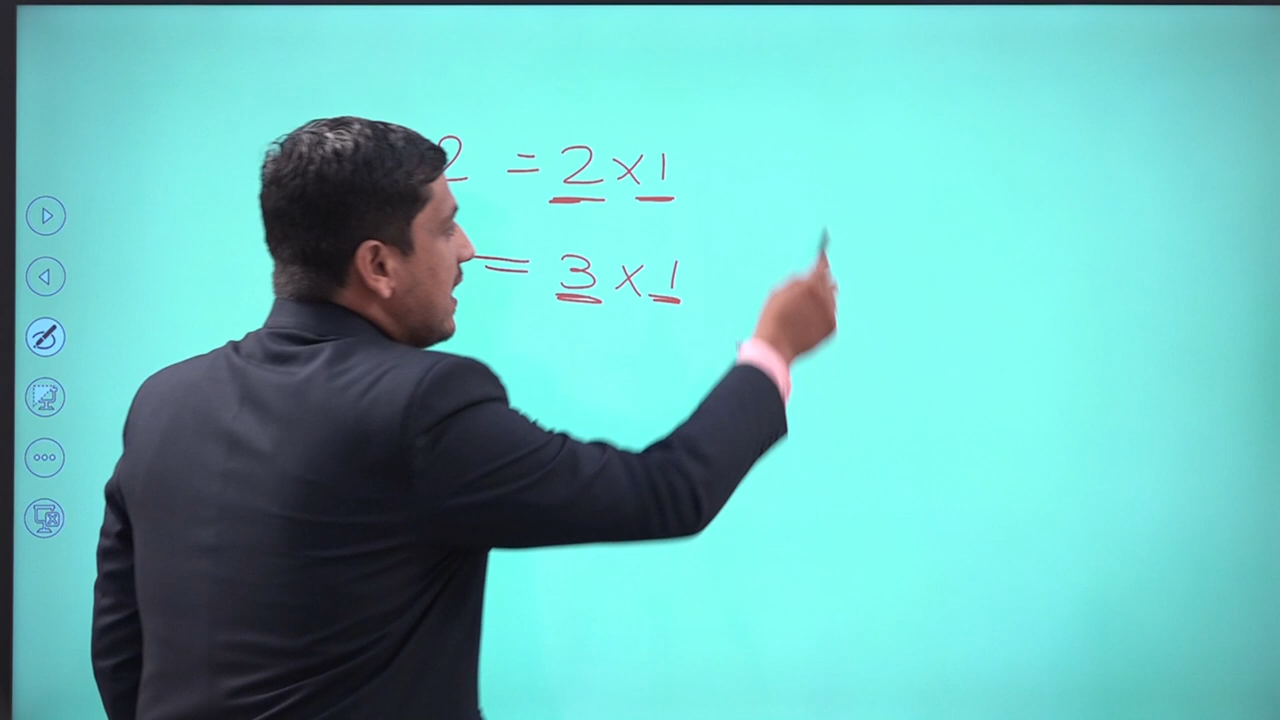 2 = 2 x 1
= 3 x 1